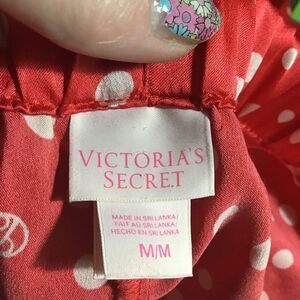 VICTORIA'S
SECRET
MADE IN SRI LANKA/
FAIT AU SRI LANKA/
HECHO EN SRI LANKA
M/M